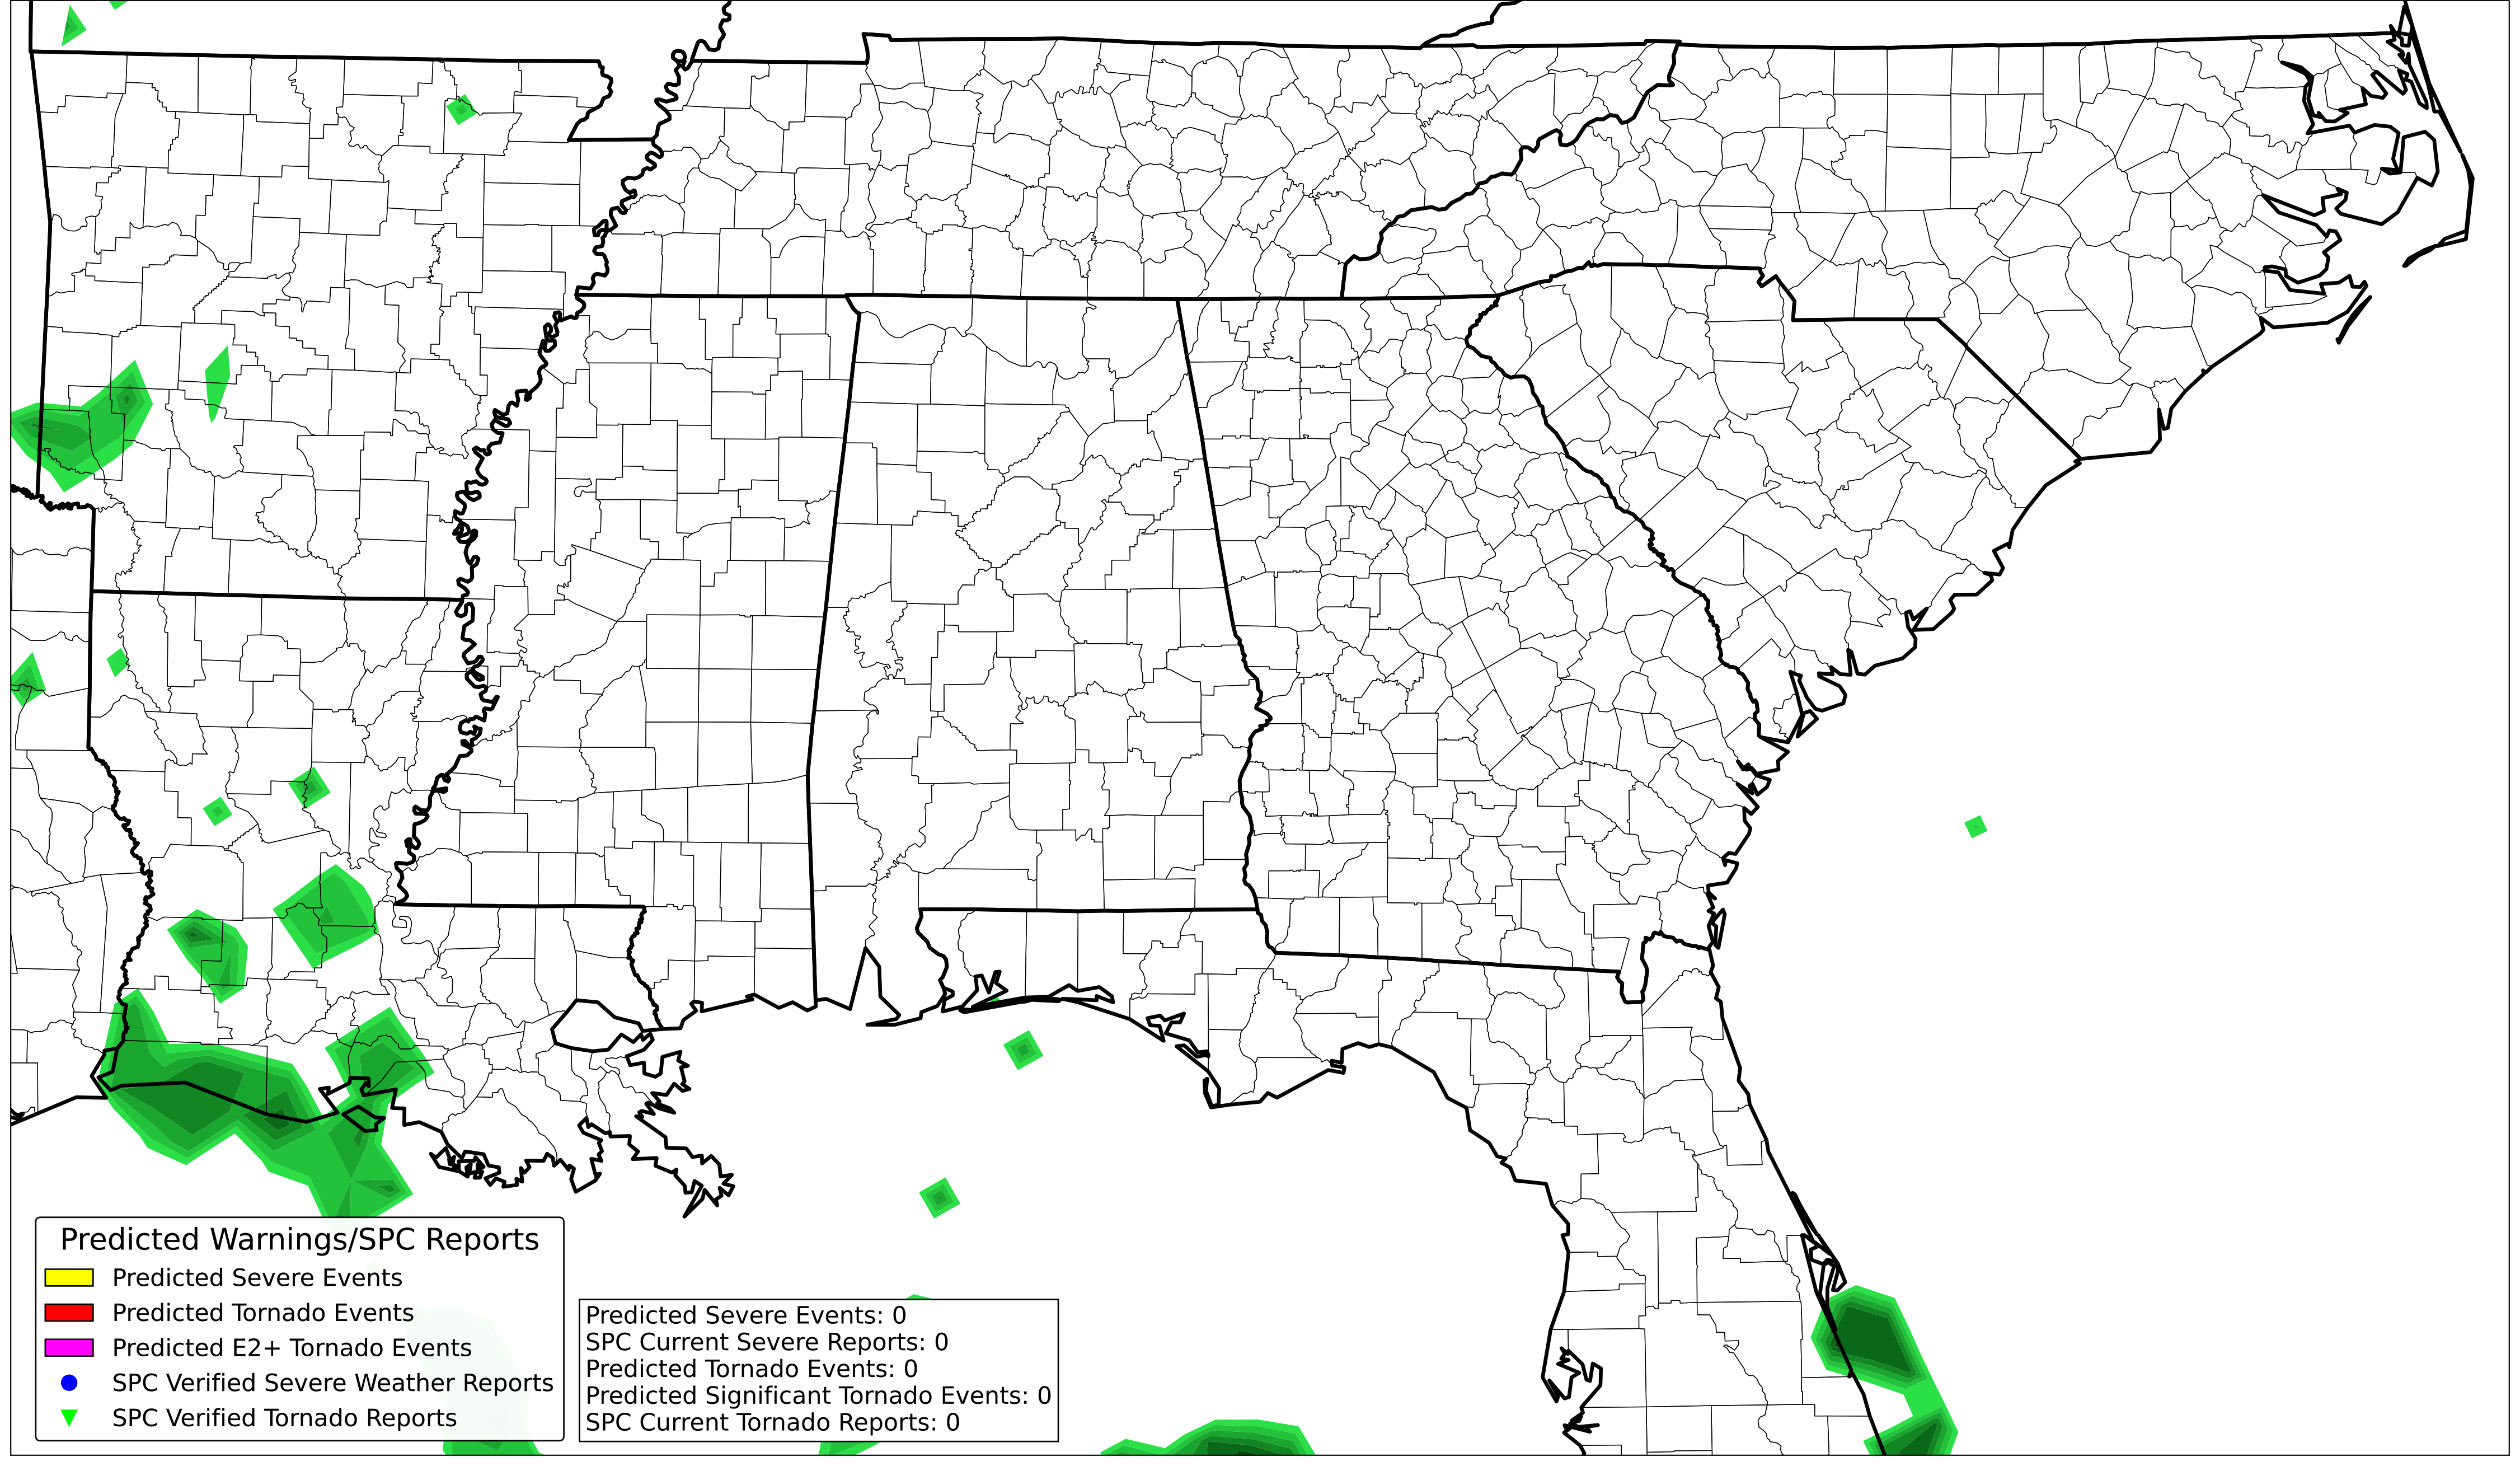 Predicted Warnings/SPC Reports
Predicted Severe Events
Predicted Tornado Events
Predicted E2+ Tornado Events
SPC Verified Severe Weather Reports
SPC Verified Tornado Reports
Predicted Severe Events: 0
SPC Current Severe Reports: 0
Predicted Tornado Events: 0
Predicted Significant Tornado Events: 0
SPC Current Tornado Reports: 0